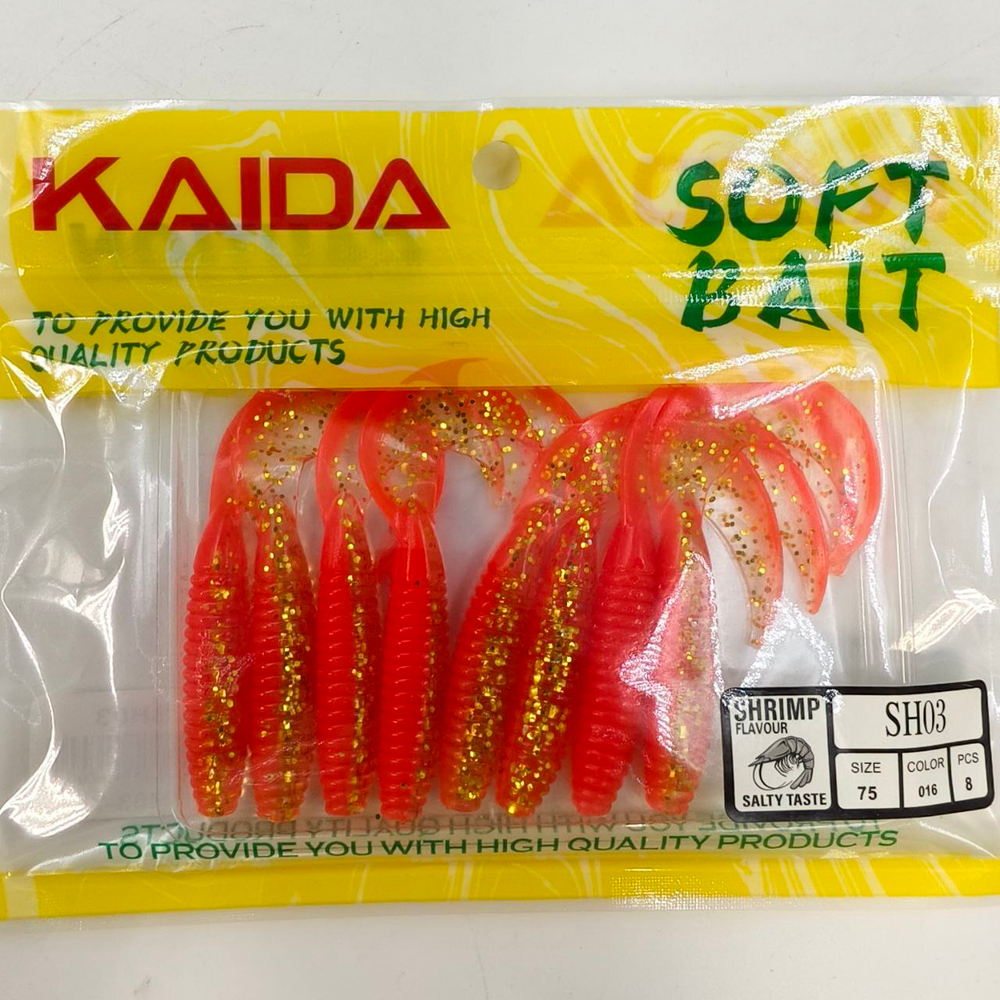 KAIDA
SOFT
BAIT
TO PROVIDE YOU WITH HIGH
QUALITY PRODUCTS
SHRIMP
FLAVOUR
SALTY TASTE
SH03
SIZE
75
COLOR
016
PCS
8
TO PROVIDE YOU WITH HIGH QUALITY PRODUCTS